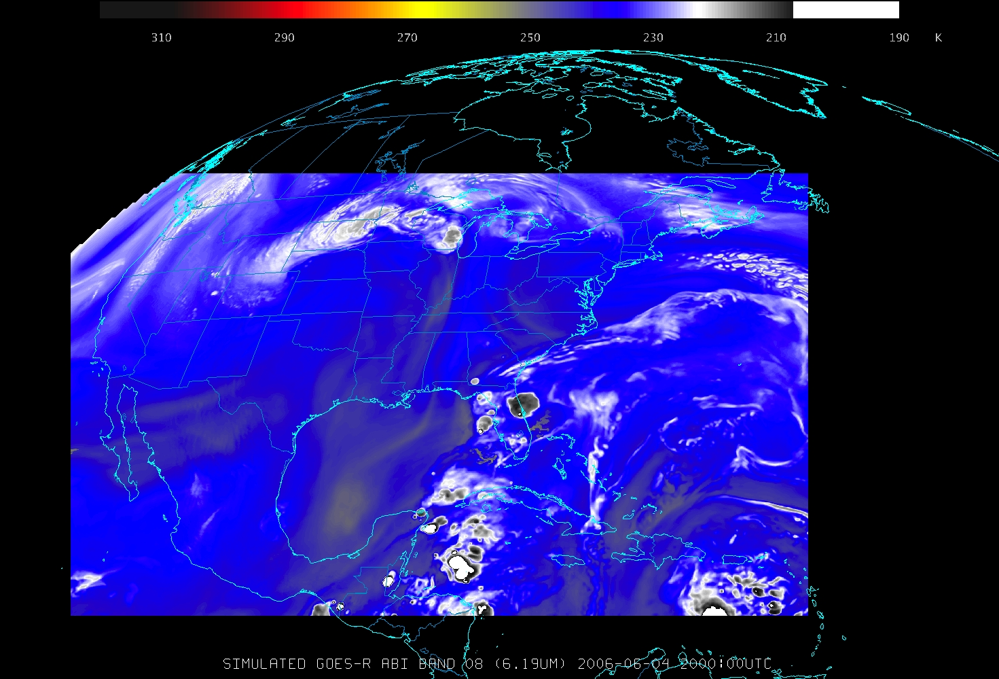 310 290 270 250 230 210 190 K
SIMULATED GOES-R ABI BAND 08 (6.19UM) 2006-06-04 2000:00UTC